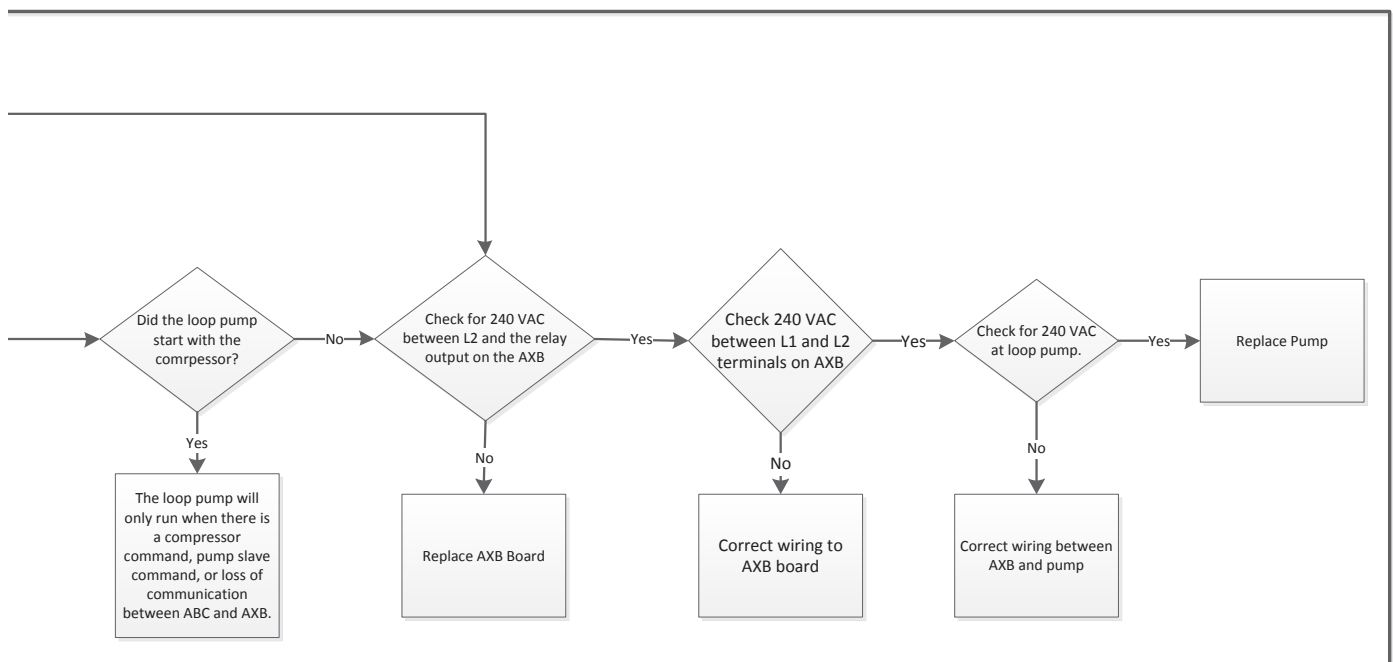 Did the loop pump
start with the
comrpessor?
No
Check for 240 VAC
between L2 and the relay
output on the AXB
Yes
Check 240 VAC
between L1 and L2
terminals on AXB
Yes
Check for 240 VAC
at loop pump.
Yes
Replace Pump
Yes
No
No
No
The loop pump will
only run when there is
a compressor
command, pump slave
command, or loss of
communication
between ABC and AXB.
Replace AXB Board
Correct wiring to
AXB board
Correct wiring between
AXB and pump